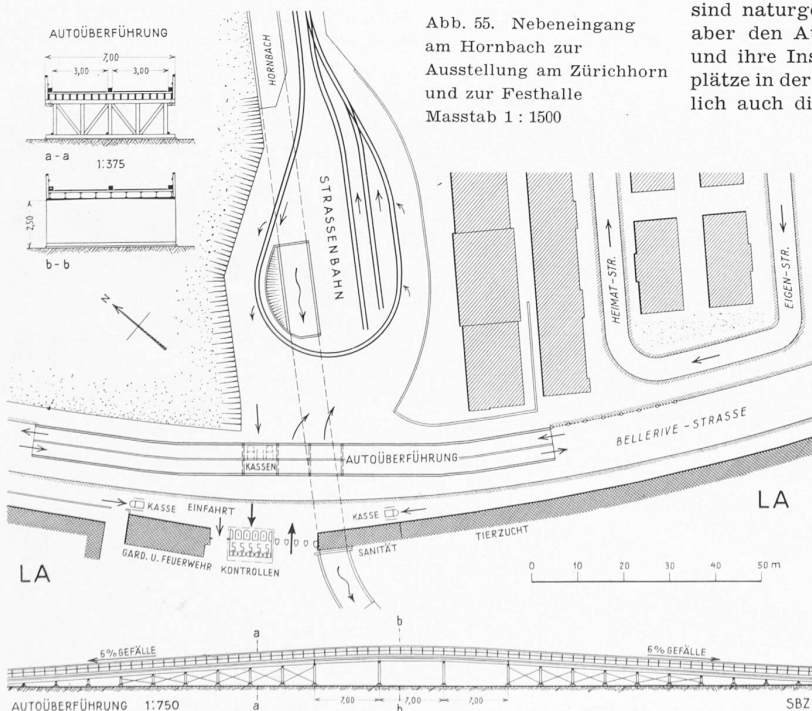 Abb. 55. Nebeneingang
am Hornbach zur
Ausstellung am Zürichhorn
und zur Festhalle
Masstab 1 : 1500
sind naturge
aber den Au
und ihre Ins
plätze in der
lich auch di
AUTOÜBERFÜHRUNG
7,00
3,00 3,00
a-a
1:375
2,50
b-b
N
HORNBACH
STRASSENBAHN
HEIMAT-STR.
EIGEN-STR.
BELLERIVE-STRASSE
KASSEN
AUTOÜBERFÜHRUNG
KASSE EINFAHRT
KASSE
GARD. U. FEUERWEHR
KONTROLLEN
SANITÄT
TIERZUCHT
LA
LA
0 10 20 30 40 50 m
a
b
6% GEFÄLLE
6% GEFÄLLE
AUTOÜBERFÜHRUNG 1:750
a
7,00 7,00 7,00
b
SBZ